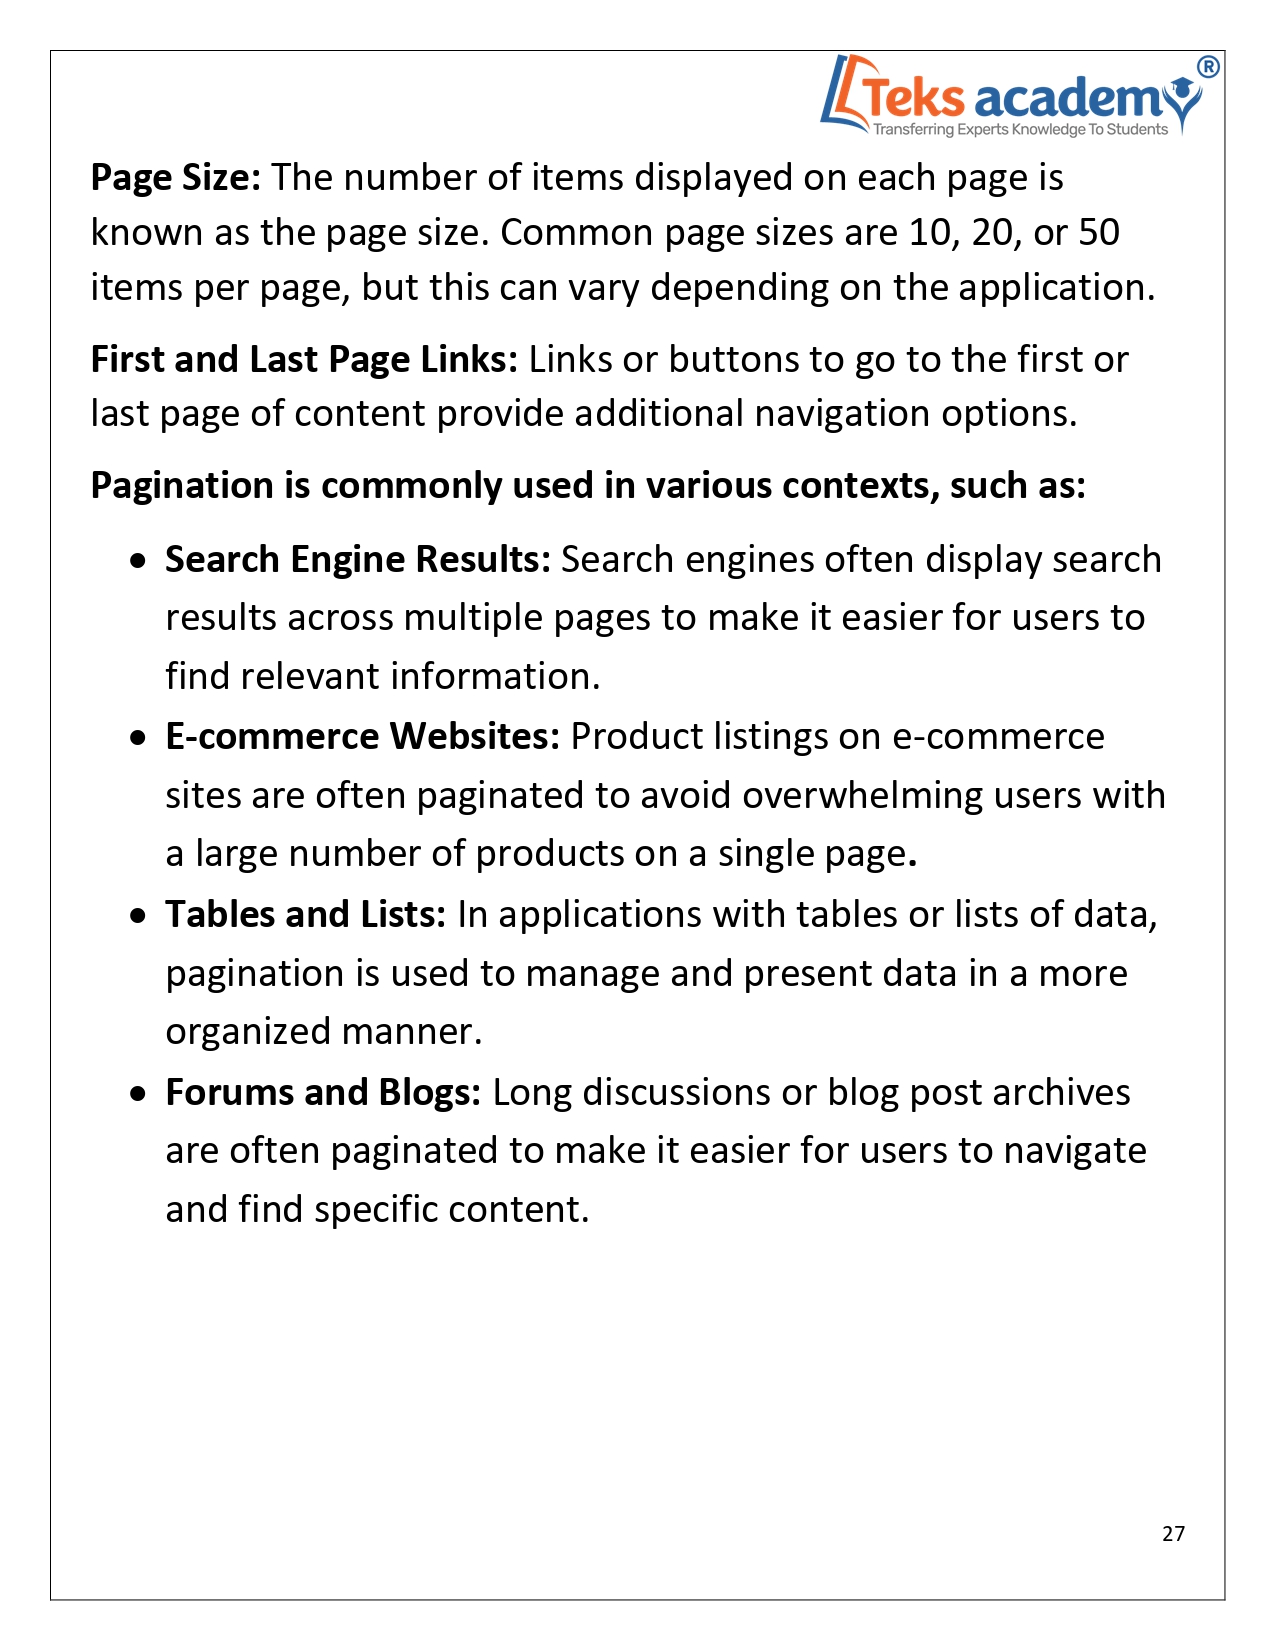 Teks academy ®
Transferring Experts Knowledge To Students
Page Size: The number of items displayed on each page is
known as the page size. Common page sizes are 10, 20, or 50
items per page, but this can vary depending on the application.
First and Last Page Links: Links or buttons to go to the first or
last page of content provide additional navigation options.
Pagination is commonly used in various contexts, such as:
• Search Engine Results: Search engines often display search
results across multiple pages to make it easier for users to
find relevant information.
• E-commerce Websites: Product listings on e-commerce
sites are often paginated to avoid overwhelming users with
a large number of products on a single page.
• Tables and Lists: In applications with tables or lists of data,
pagination is used to manage and present data in a more
organized manner.
• Forums and Blogs: Long discussions or blog post archives
are often paginated to make it easier for users to navigate
and find specific content.
27